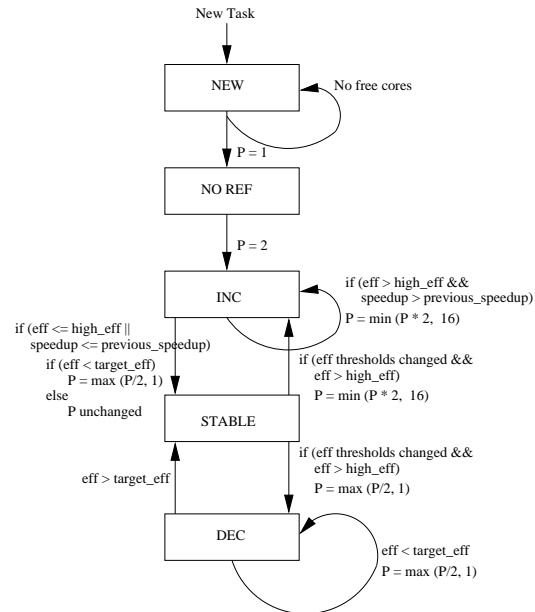 New Task
NEW
No free cores
P = 1
NO REF
P = 2
INC
if (eff > high_eff &&
speedup > previous_speedup)
P = min (P * 2, 16)
if (eff <= high_eff ||
speedup <= previous_speedup)
if (eff < target_eff)
P = max (P/2, 1)
else
P unchanged
if (eff thresholds changed &&
eff > high_eff)
P = min (P * 2, 16)
STABLE
if (eff thresholds changed &&
eff > high_eff)
P = max (P/2, 1)
eff > target_eff
DEC
eff < target_eff
P = max (P/2, 1)